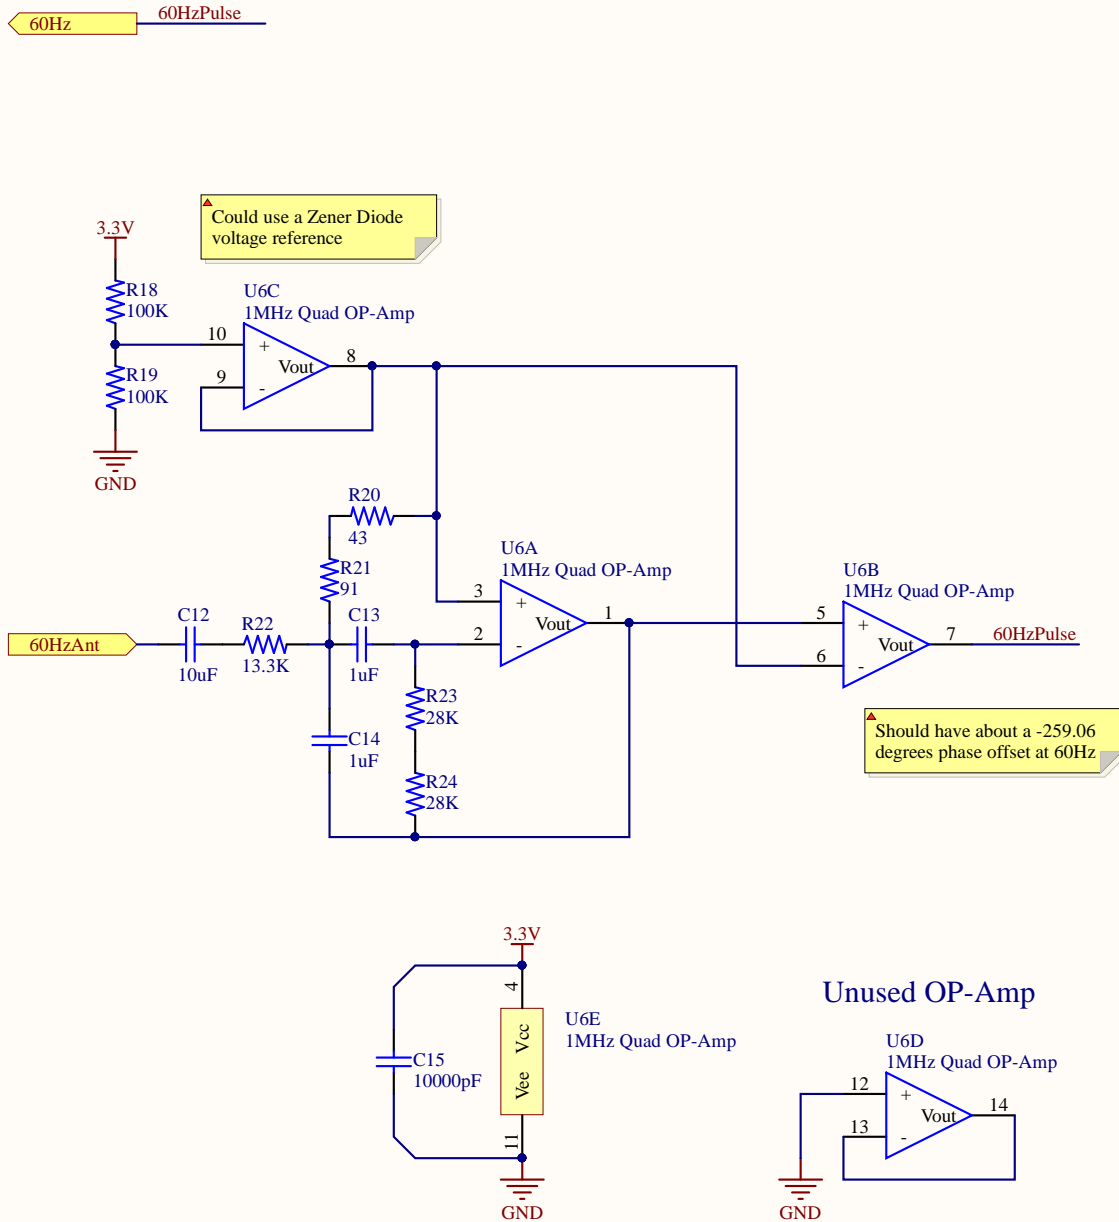 60Hz
60HzPulse
Could use a Zener Diode
voltage reference
3.3V
R18
100K
R19
100K
GND
U6C
1MHz Quad OP-Amp
10
9
+
-
Vout
8
R20
43
R21
91
60HzAnt
C12
10uF
R22
13.3K
C13
1uF
C14
1uF
R23
28K
R24
28K
U6A
1MHz Quad OP-Amp
3
2
+
-
Vout
1
U6B
1MHz Quad OP-Amp
5
6
+
-
Vout
7
60HzPulse
Should have about a -259.06
degrees phase offset at 60Hz
3.3V
4
Vcc
Vee
11
GND
U6E
1MHz Quad OP-Amp
C15
10000pF
Unused OP-Amp
U6D
1MHz Quad OP-Amp
12
13
+
-
Vout
14
GND